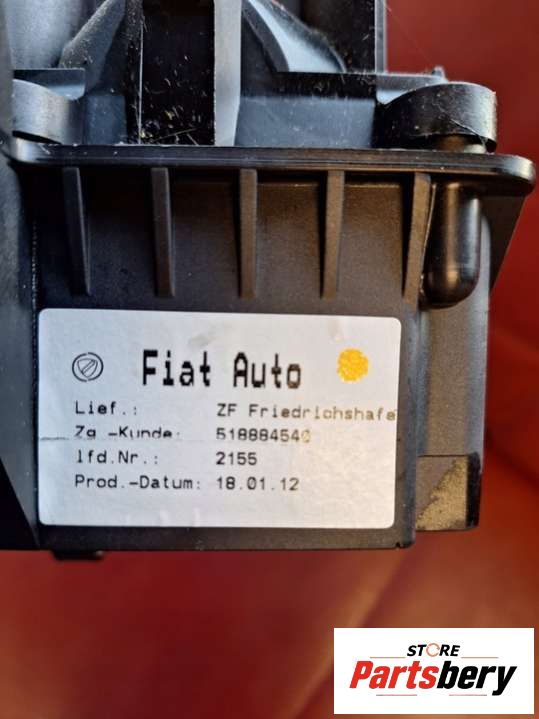 Fiat Auto
Lief.: ZF Friedrichshafe
Zg.-Kunde: 518884540
lfd.Nr.: 2155
Prod.-Datum: 18.01.12
STORE
Partsbery